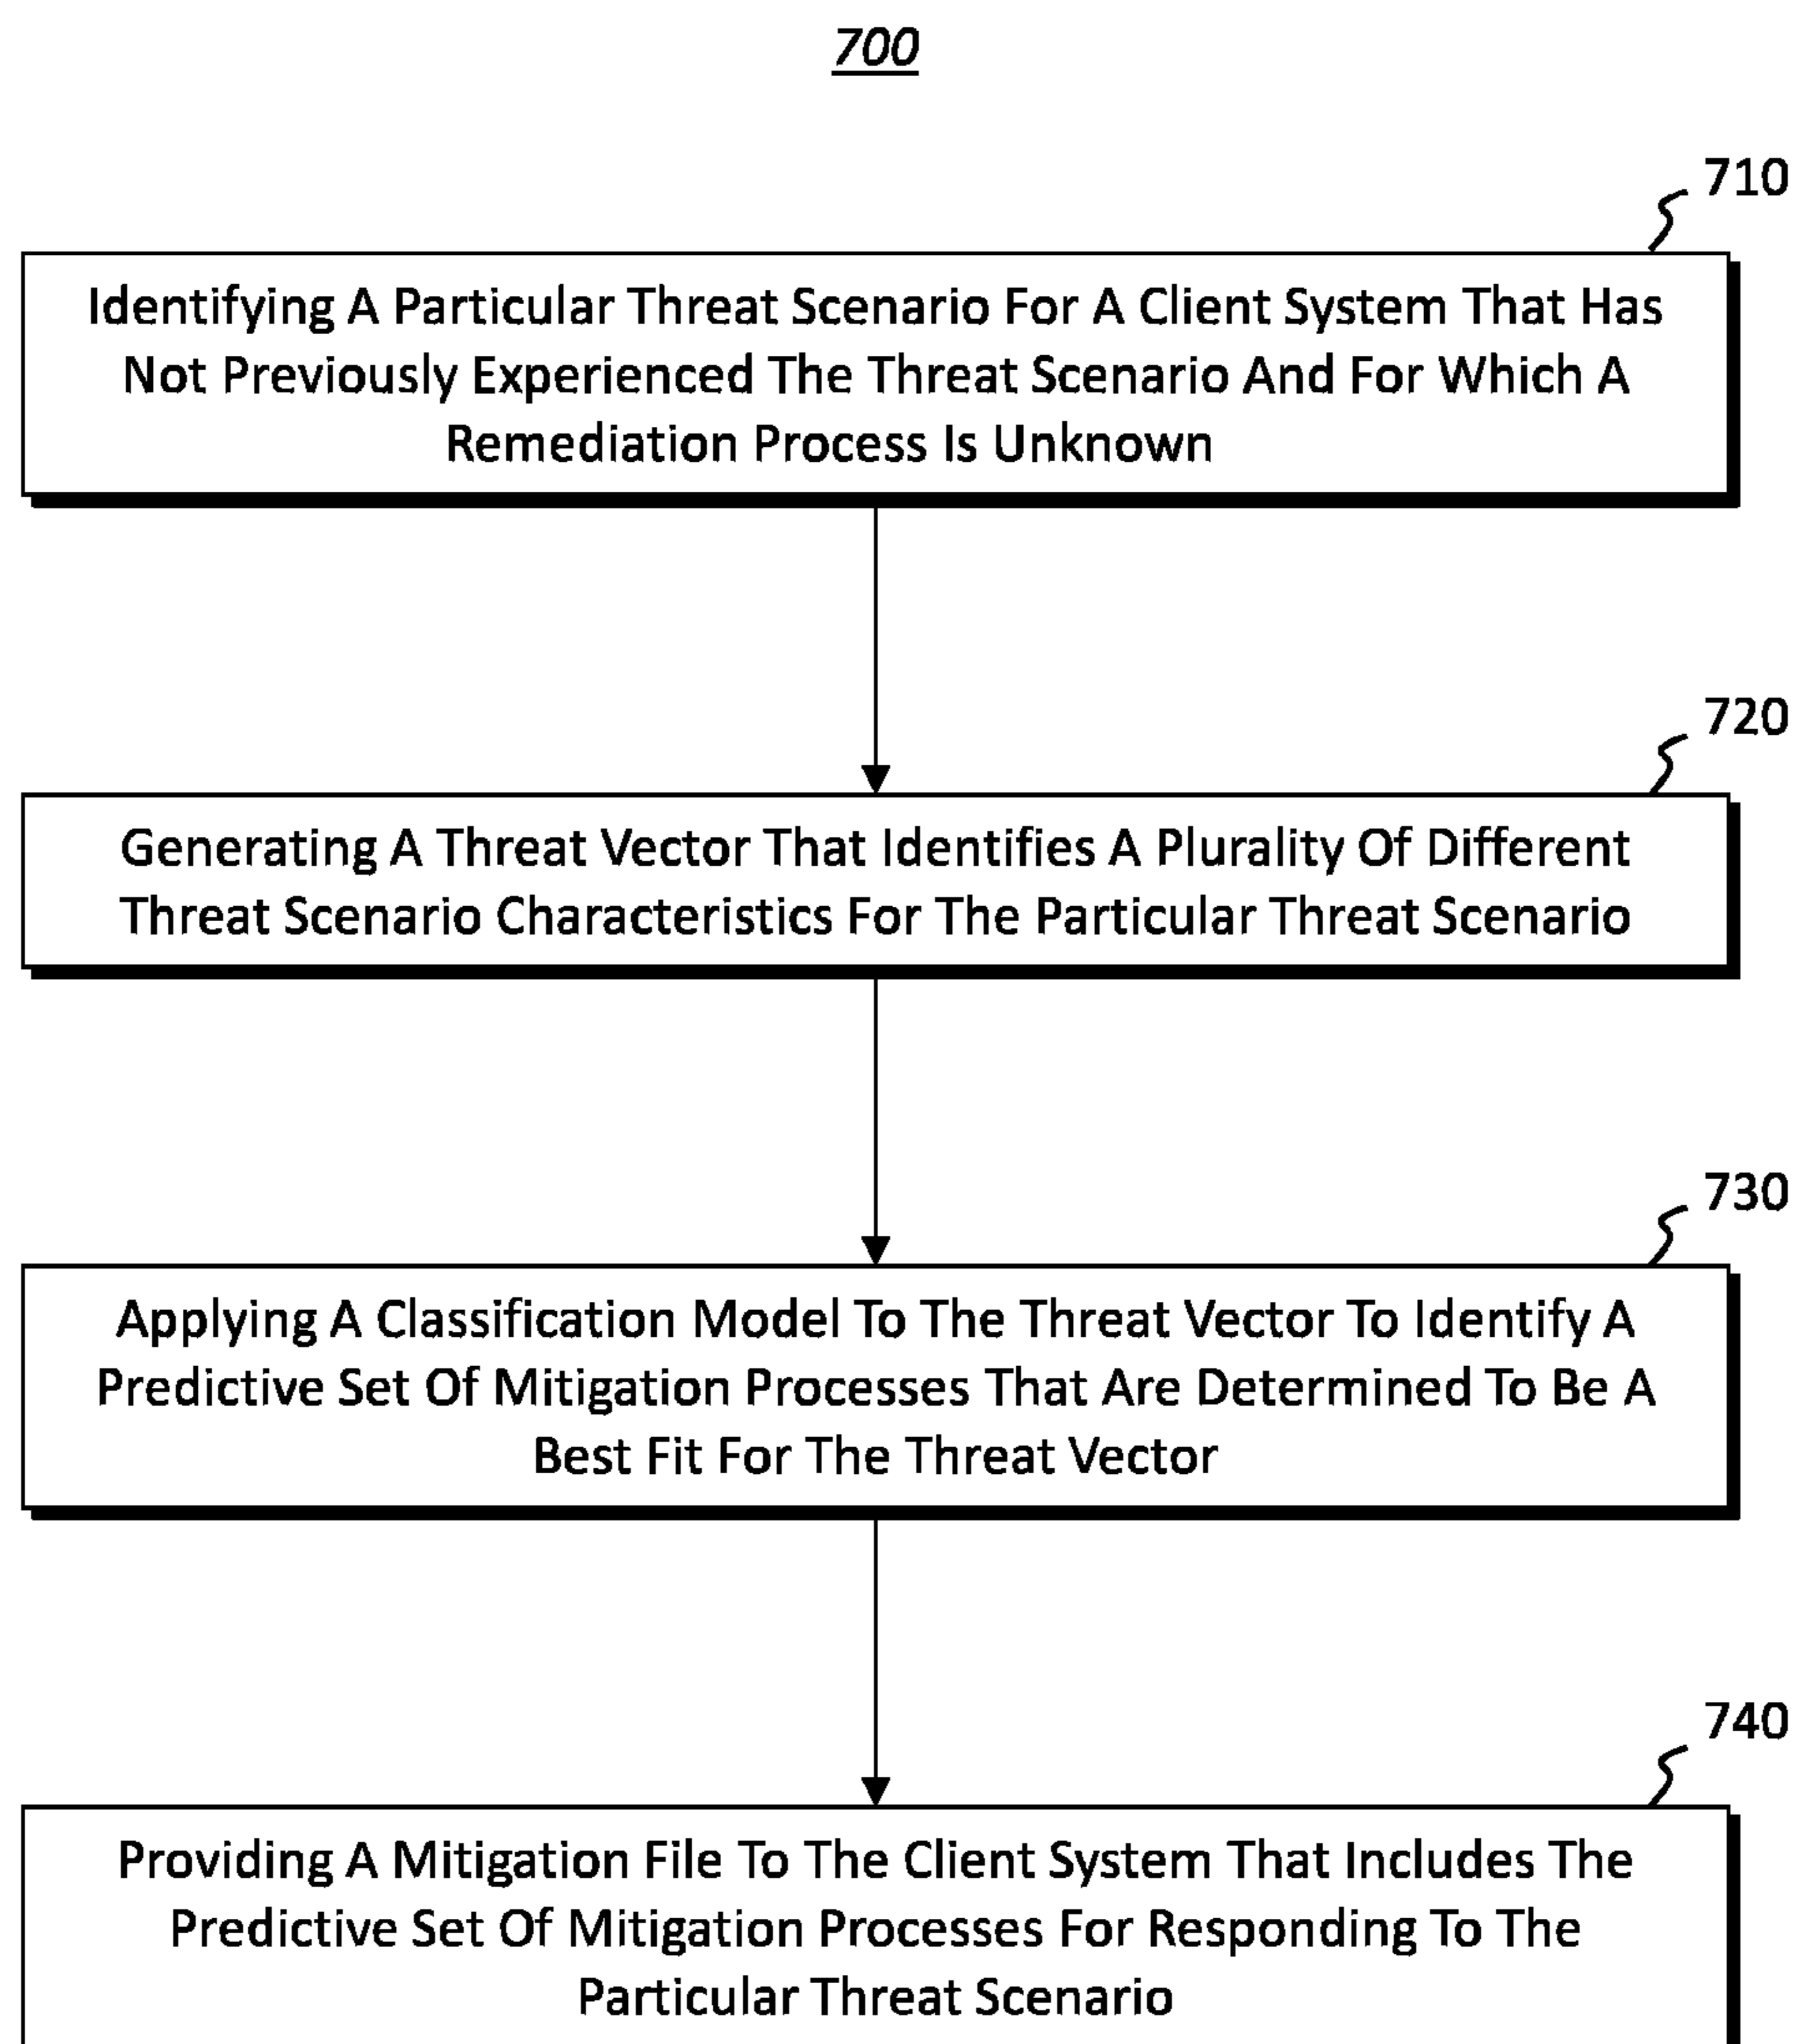 700
710
Identifying A Particular Threat Scenario For A Client System That Has
Not Previously Experienced The Threat Scenario And For Which A
Remediation Process Is Unknown
720
Generating A Threat Vector That Identifies A Plurality Of Different
Threat Scenario Characteristics For The Particular Threat Scenario
730
Applying A Classification Model To The Threat Vector To Identify A
Predictive Set Of Mitigation Processes That Are Determined To Be A
Best Fit For The Threat Vector
740
Providing A Mitigation File To The Client System That Includes The
Predictive Set Of Mitigation Processes For Responding To The
Particular Threat Scenario